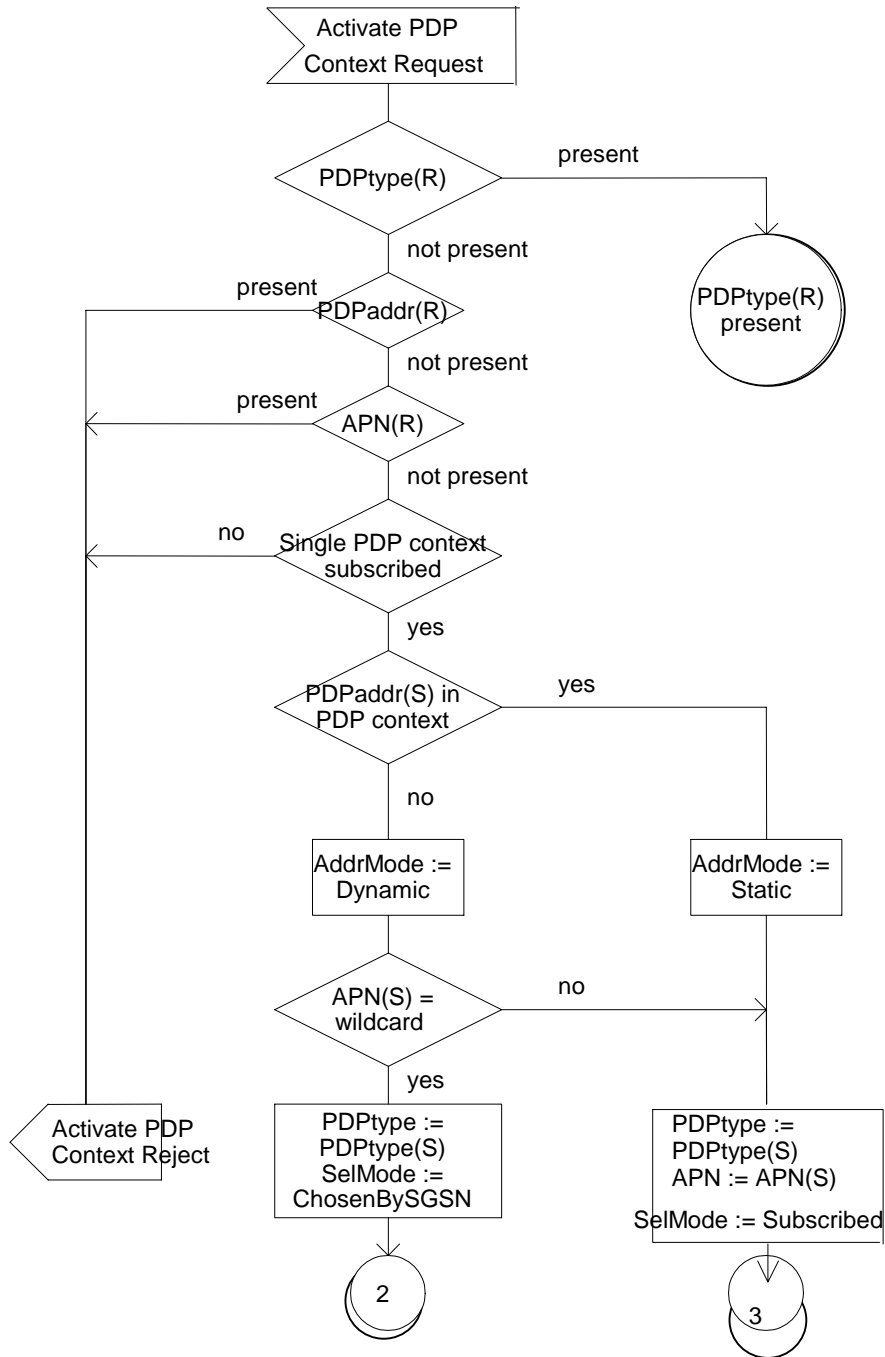 Activate PDP
Context Request
PDPtype(R)
present
not present
PDPtype(R)
present
present
PDPaddr(R)
not present
present
APN(R)
not present
no
Single PDP context
subscribed
yes
PDPaddr(S) in
PDP context
yes
no
AddrMode :=
Dynamic
AddrMode :=
Static
APN(S) =
wildcard
no
yes
Activate PDP
Context Reject
PDPtype :=
PDPtype(S)
SelMode :=
ChosenBySGSN
PDPtype :=
PDPtype(S)
APN := APN(S)
SelMode := Subscribed
2
3